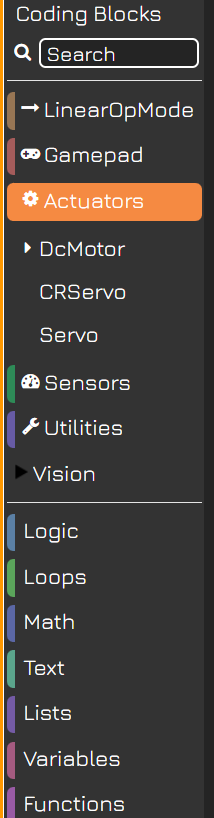 Coding Blocks
Search
LinearOpMode
Gamepad
Actuators
DcMotor
CRServo
Servo
Sensors
Utilities
Vision
Logic
Loops
Math
Text
Lists
Variables
Functions